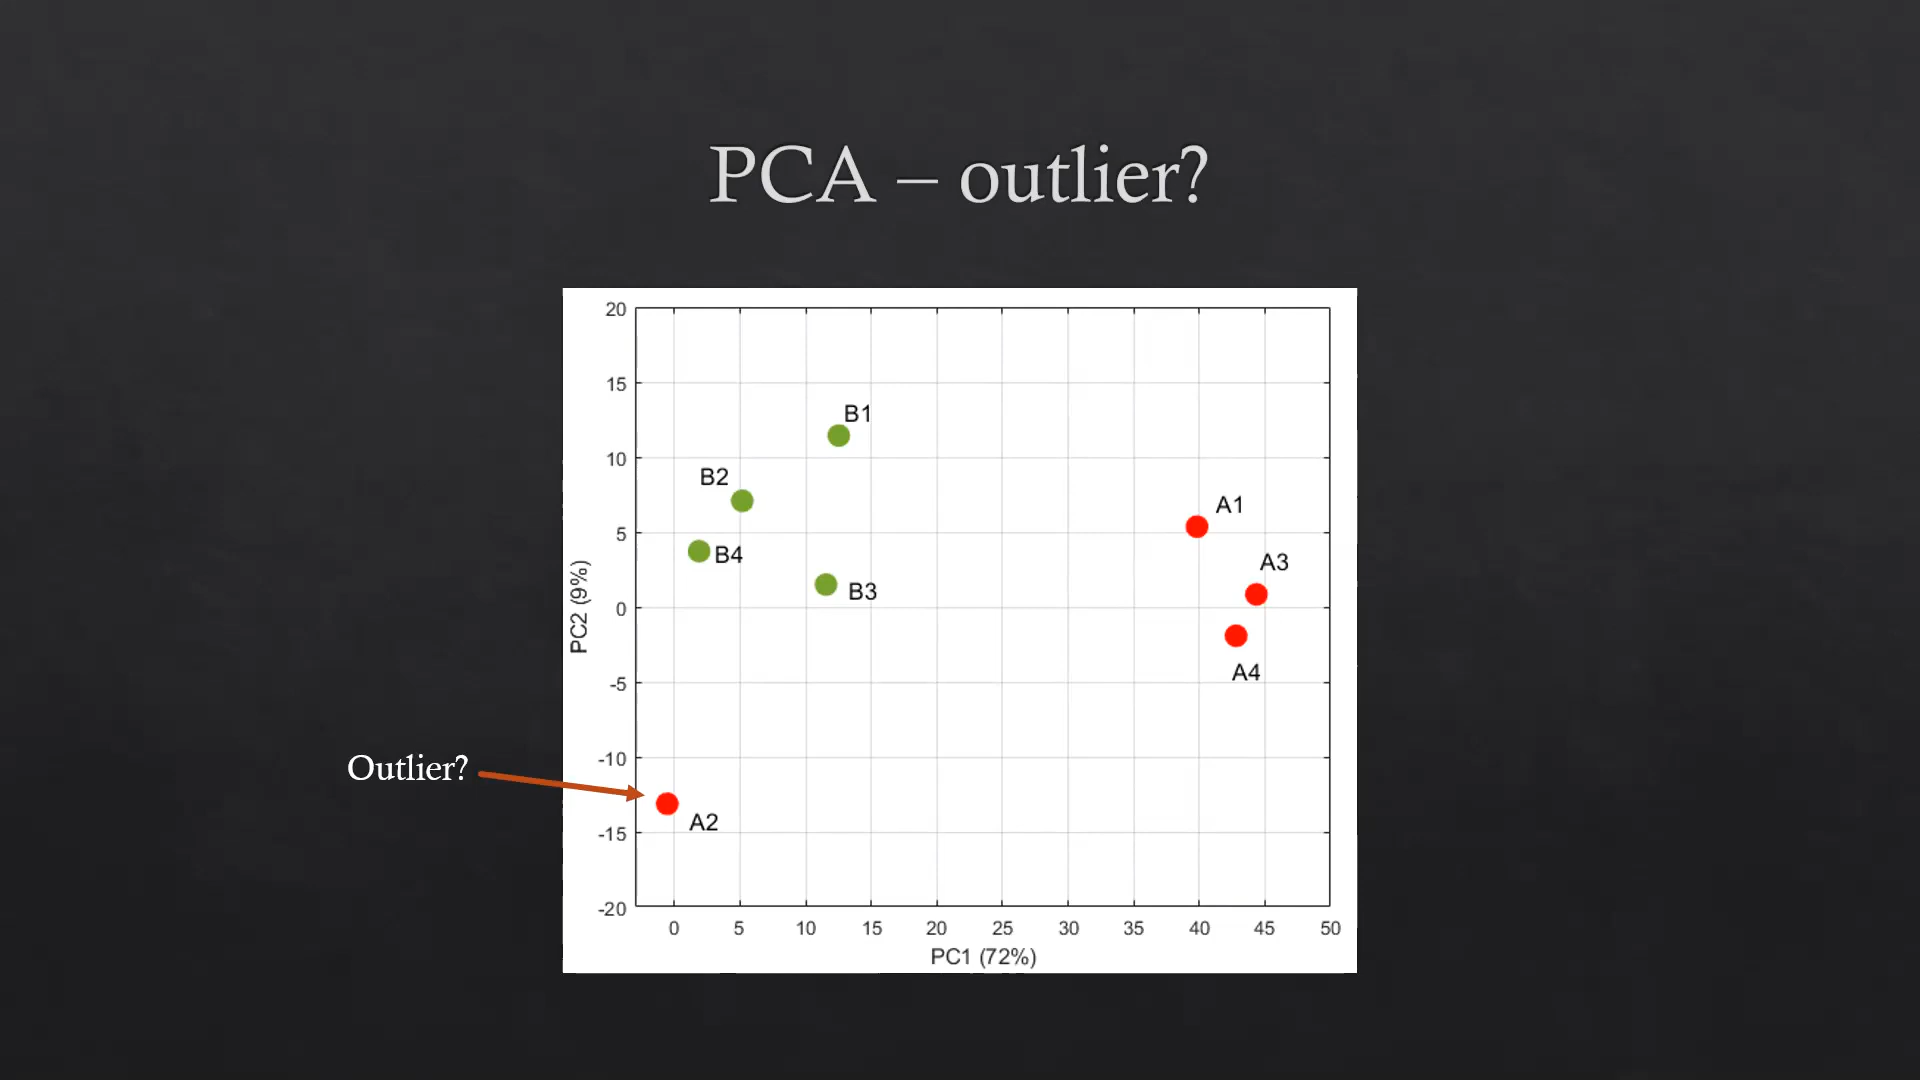 PCA – outlier?
20
15
10
5
0
-5
-10
-15
-20
PC2 (9%)
B1
B2
B4
B3
A1
A3
A4
A2
Outlier?
0 5 10 15 20 25 30 35 40 45 50
PC1 (72%)